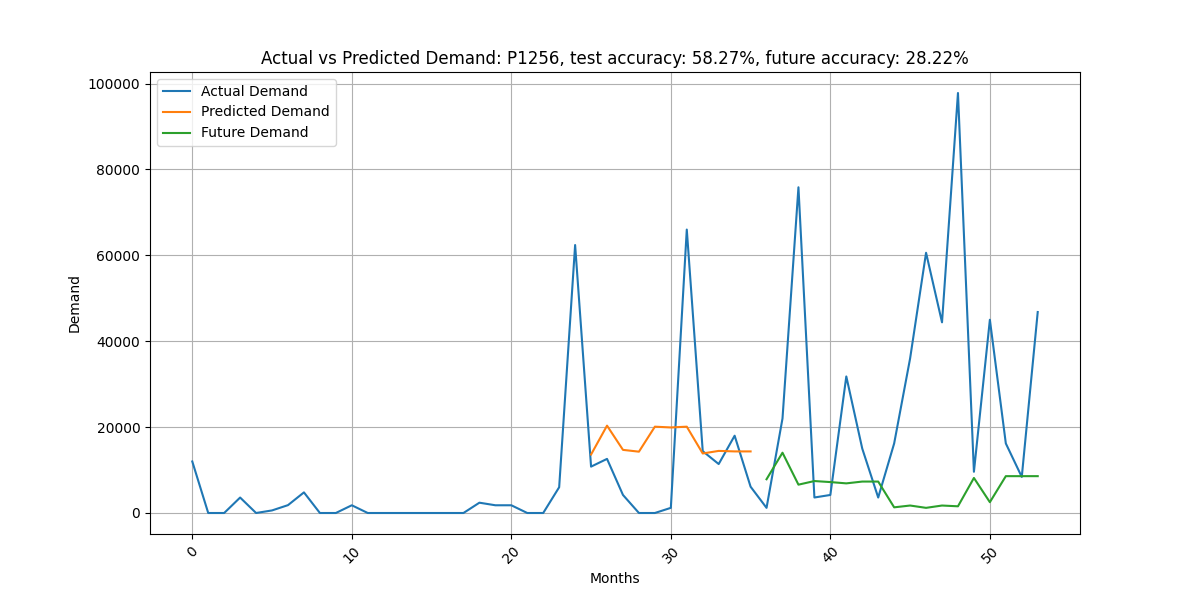 Actual vs Predicted Demand: P1256, test accuracy: 58.27%, future accuracy: 28.22%
Actual Demand
Predicted Demand
Future Demand
100000
80000
60000
40000
20000
0
Demand
0
10
20
30
40
50
Months